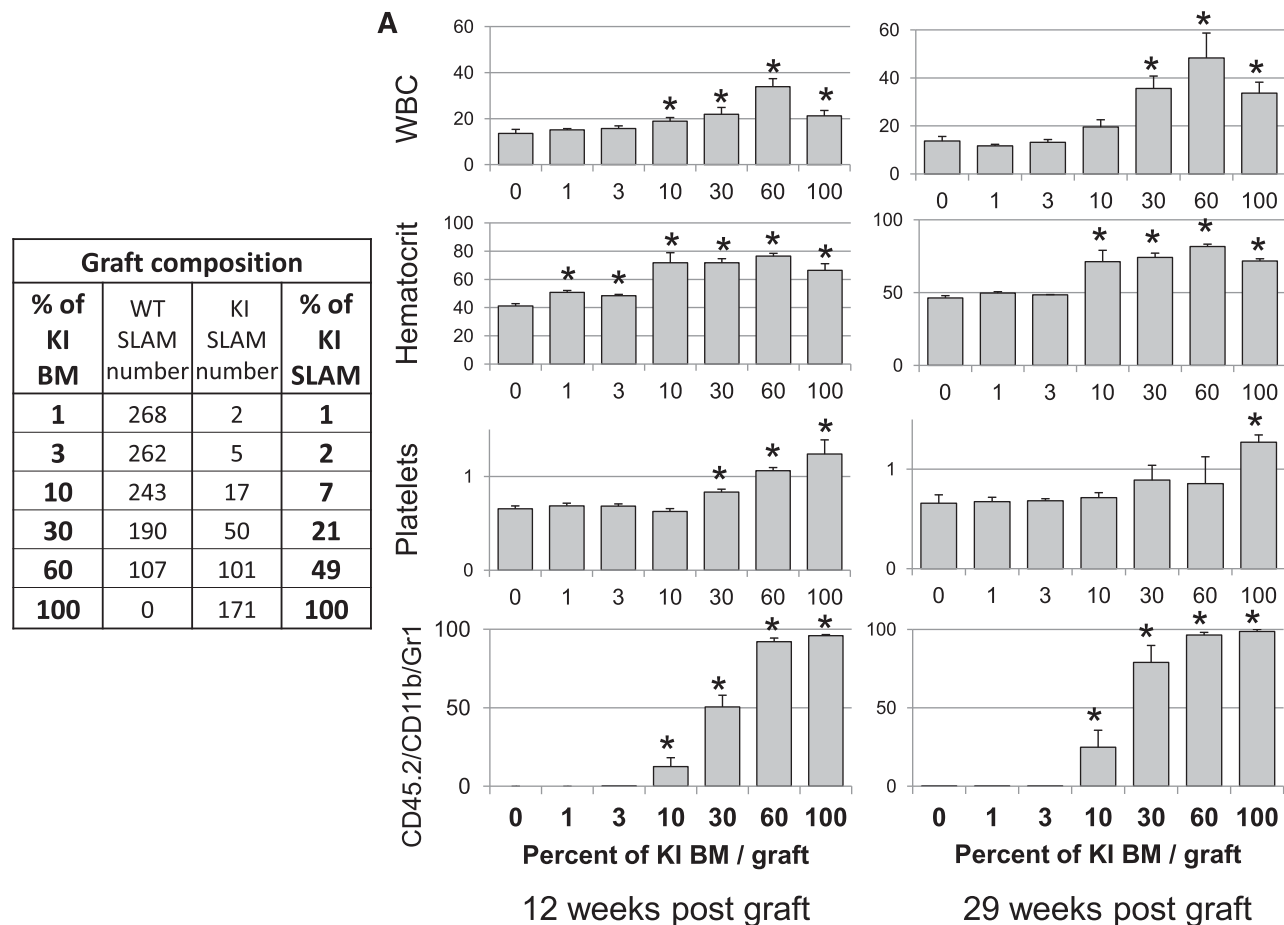 Graft composition
% of KI BM WT SLAM number KI SLAM number % of KI SLAM
1 268 2 1
3 262 5 2
10 243 17 7
30 190 50 21
60 107 101 49
100 0 171 100
A
WBC
60
40
20
0
* * * *
0 1 3 10 30 60 100
60
40
20
0
* * *
0 1 3 10 30 60 100
Hematocrit
100
80
60
40
20
0
* * * * * *
0 1 3 10 30 60 100
100
50
0
* * * *
0 1 3 10 30 60 100
Platelets
1
0
* * *
0 1 3 10 30 60 100
1
0
*
0 1 3 10 30 60 100
CD45.2/CD11b/Gr1
100
50
0
* * * *
0 1 3 10 30 60 100
Percent of KI BM / graft
12 weeks post graft
100
50
0
* * * *
0 1 3 10 30 60 100
Percent of KI BM / graft
29 weeks post graft